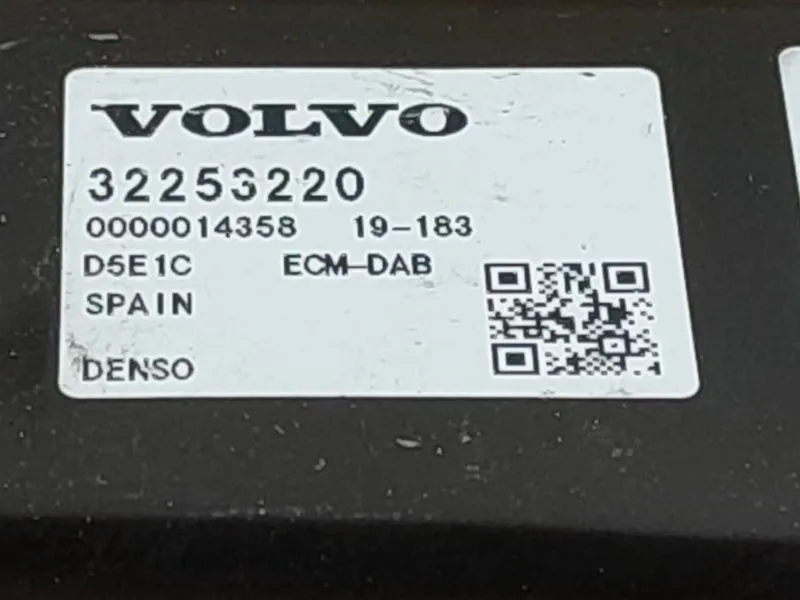 VOLVO
32253220
0000014358 19-183
D5E1C ECM-DAB
SPAIN
DENSO